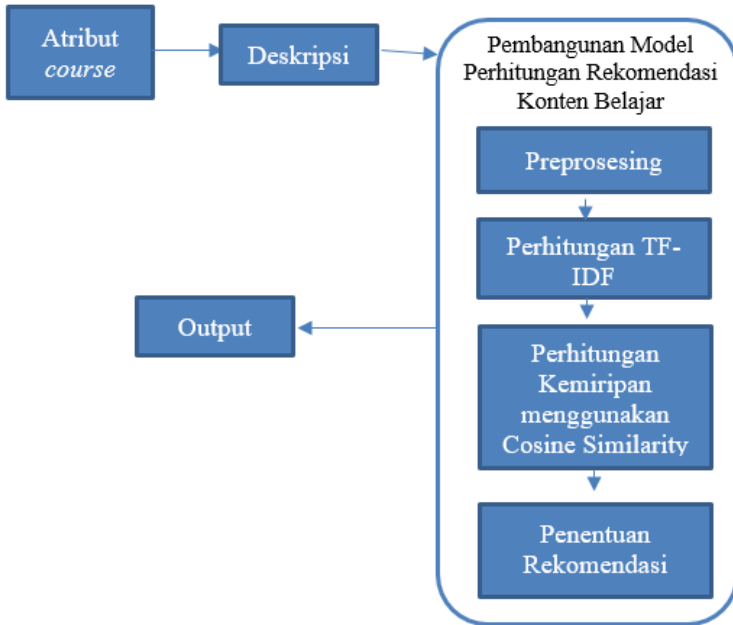 Atribut
course
Deskripsi
Pembangunan Model
Perhitungan Rekomendasi
Konten Belajar
Preprosesing
Perhitungan TF-
IDF
Perhitungan
Kemiripan
menggunakan
Cosine Similarity
Penentuan
Rekomendasi
Output